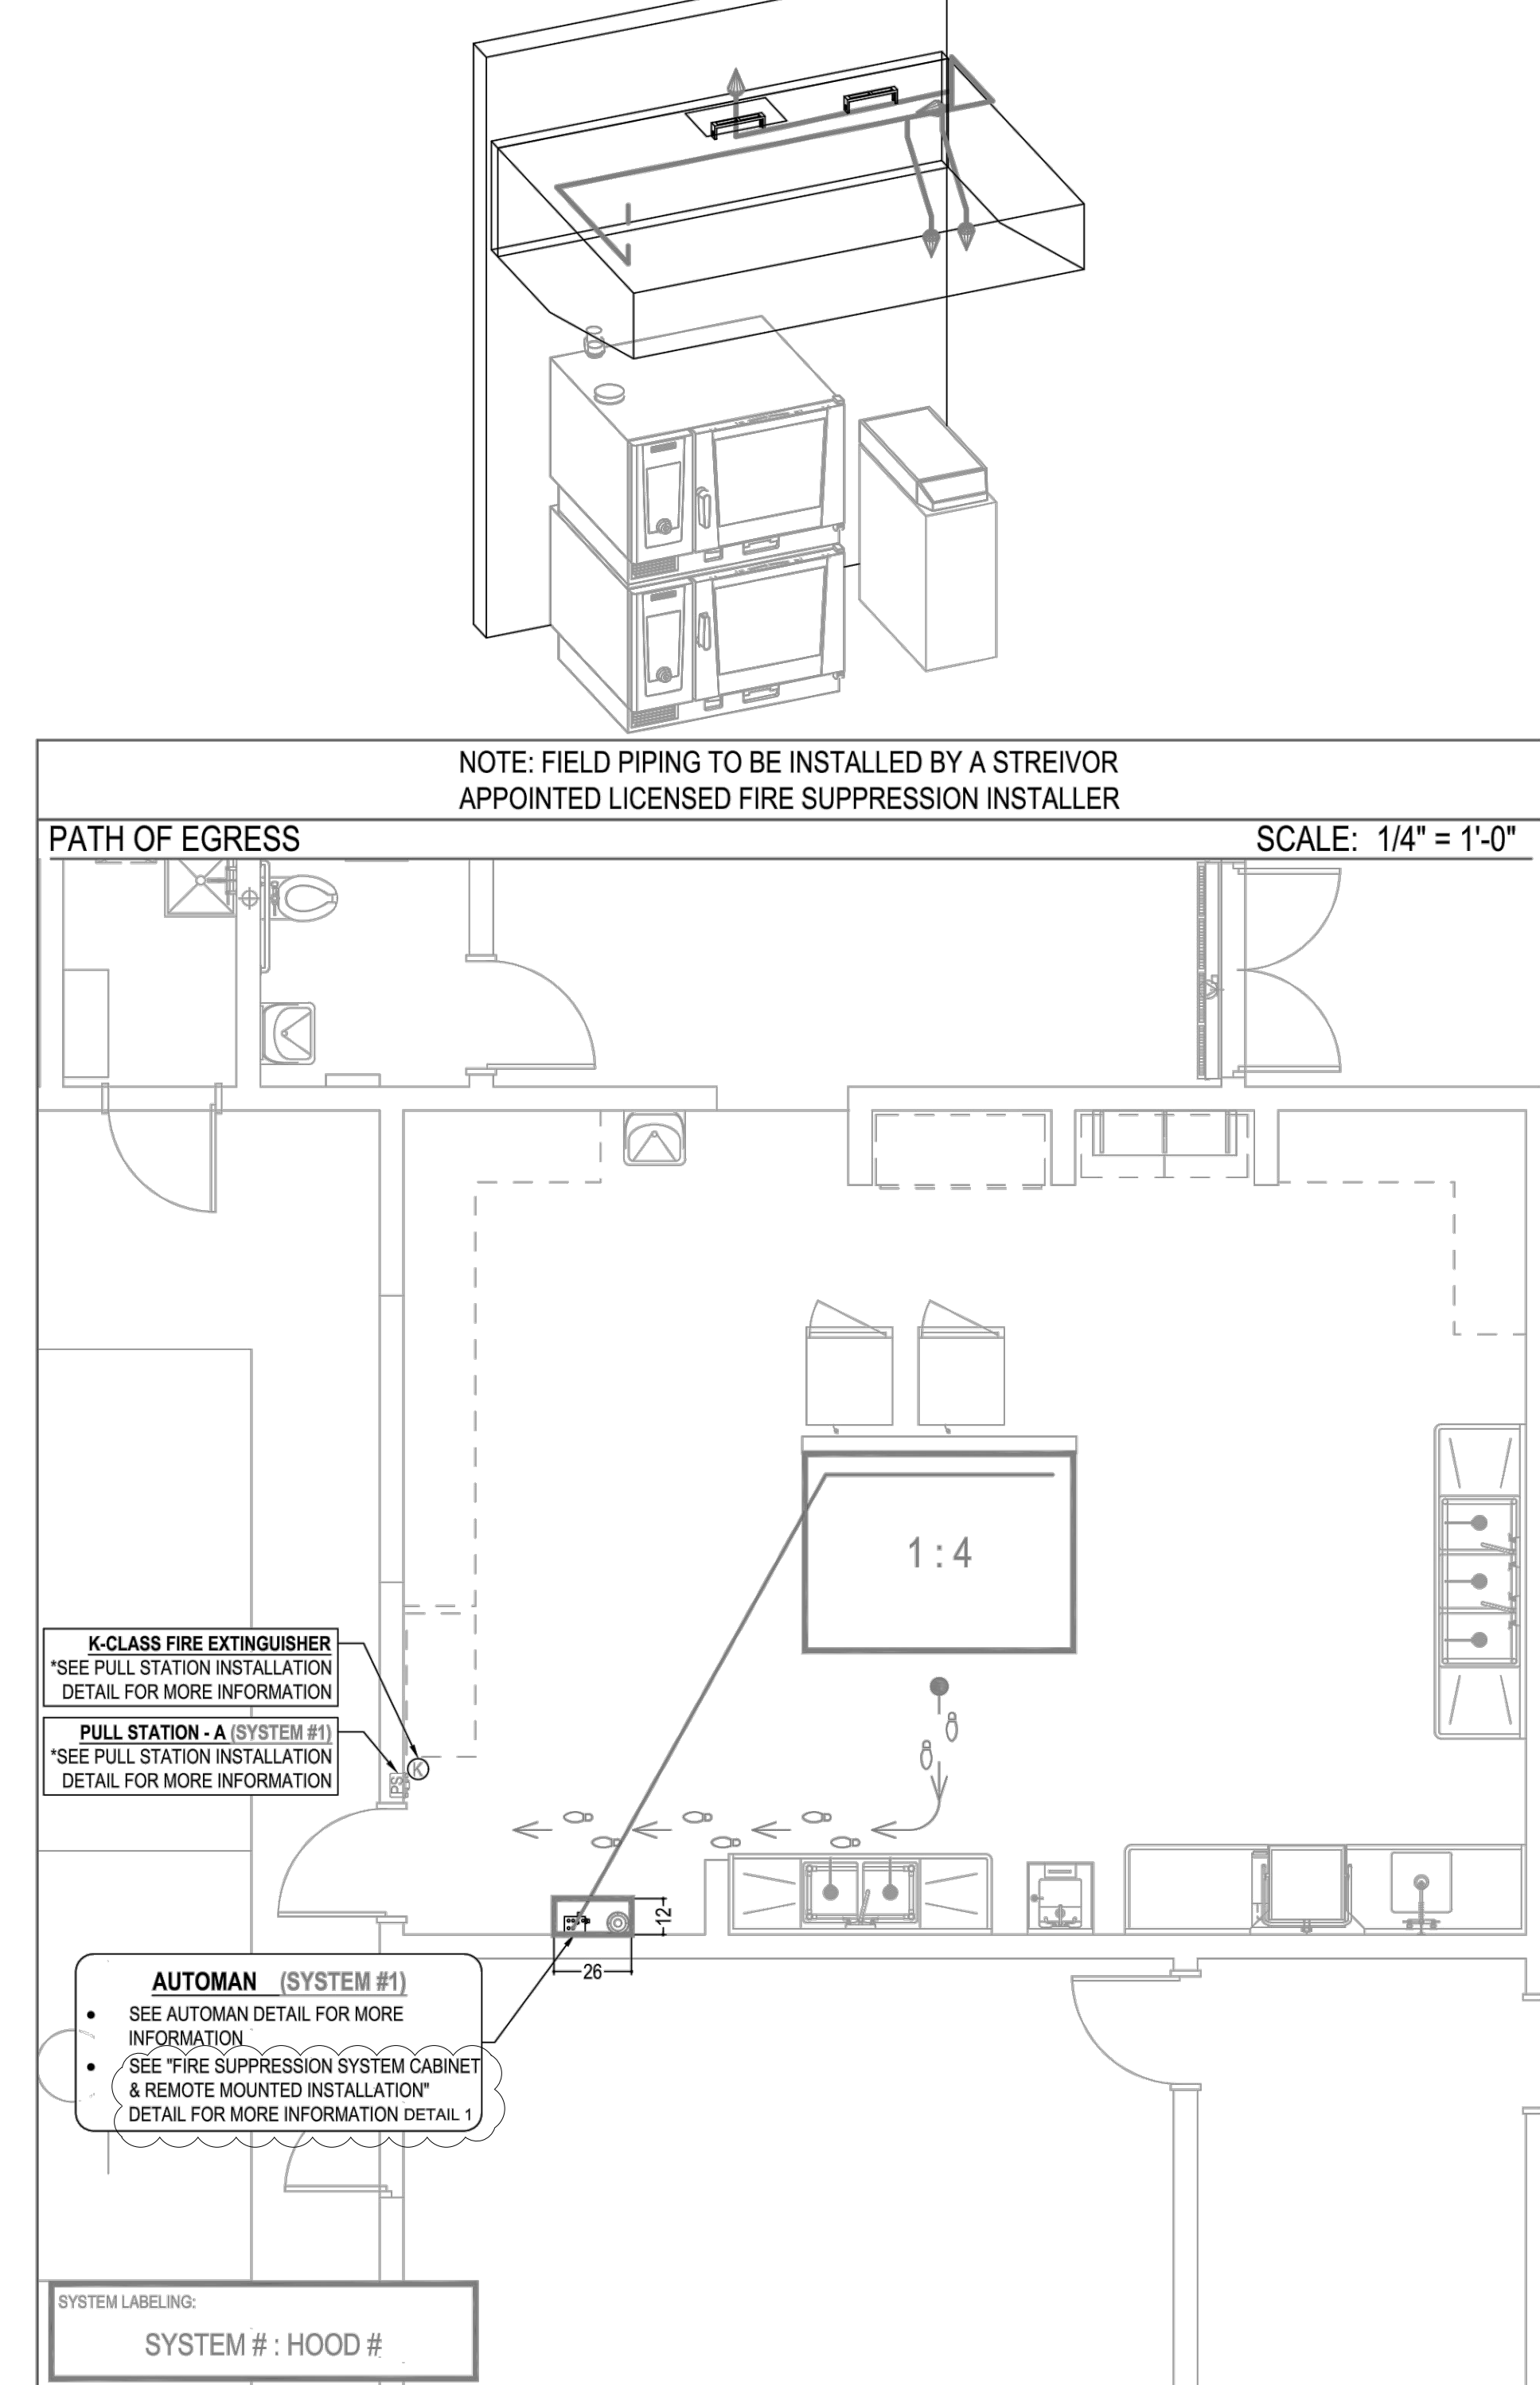 NOTE: FIELD PIPING TO BE INSTALLED BY A STREIVOR
APPOINTED LICENSED FIRE SUPPRESSION INSTALLER
PATH OF EGRESS
SCALE: 1/4" = 1'-0"
1 : 4
K-CLASS FIRE EXTINGUISHER
*SEE PULL STATION INSTALLATION
DETAIL FOR MORE INFORMATION
PULL STATION - A (SYSTEM #1)
*SEE PULL STATION INSTALLATION
DETAIL FOR MORE INFORMATION
K
PS
12
26
AUTOMAN (SYSTEM #1)
• SEE AUTOMAN DETAIL FOR MORE
INFORMATION
• SEE "FIRE SUPPRESSION SYSTEM CABINET
& REMOTE MOUNTED INSTALLATION"
DETAIL FOR MORE INFORMATION DETAIL 1
SYSTEM LABELING:
SYSTEM # : HOOD #